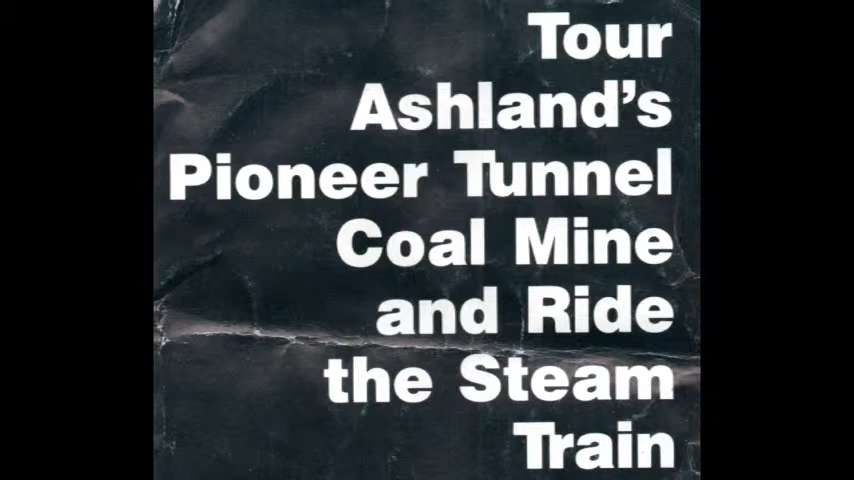 Tour
Ashland’s
Pioneer Tunnel
Coal Mine
and Ride
the Steam
Train